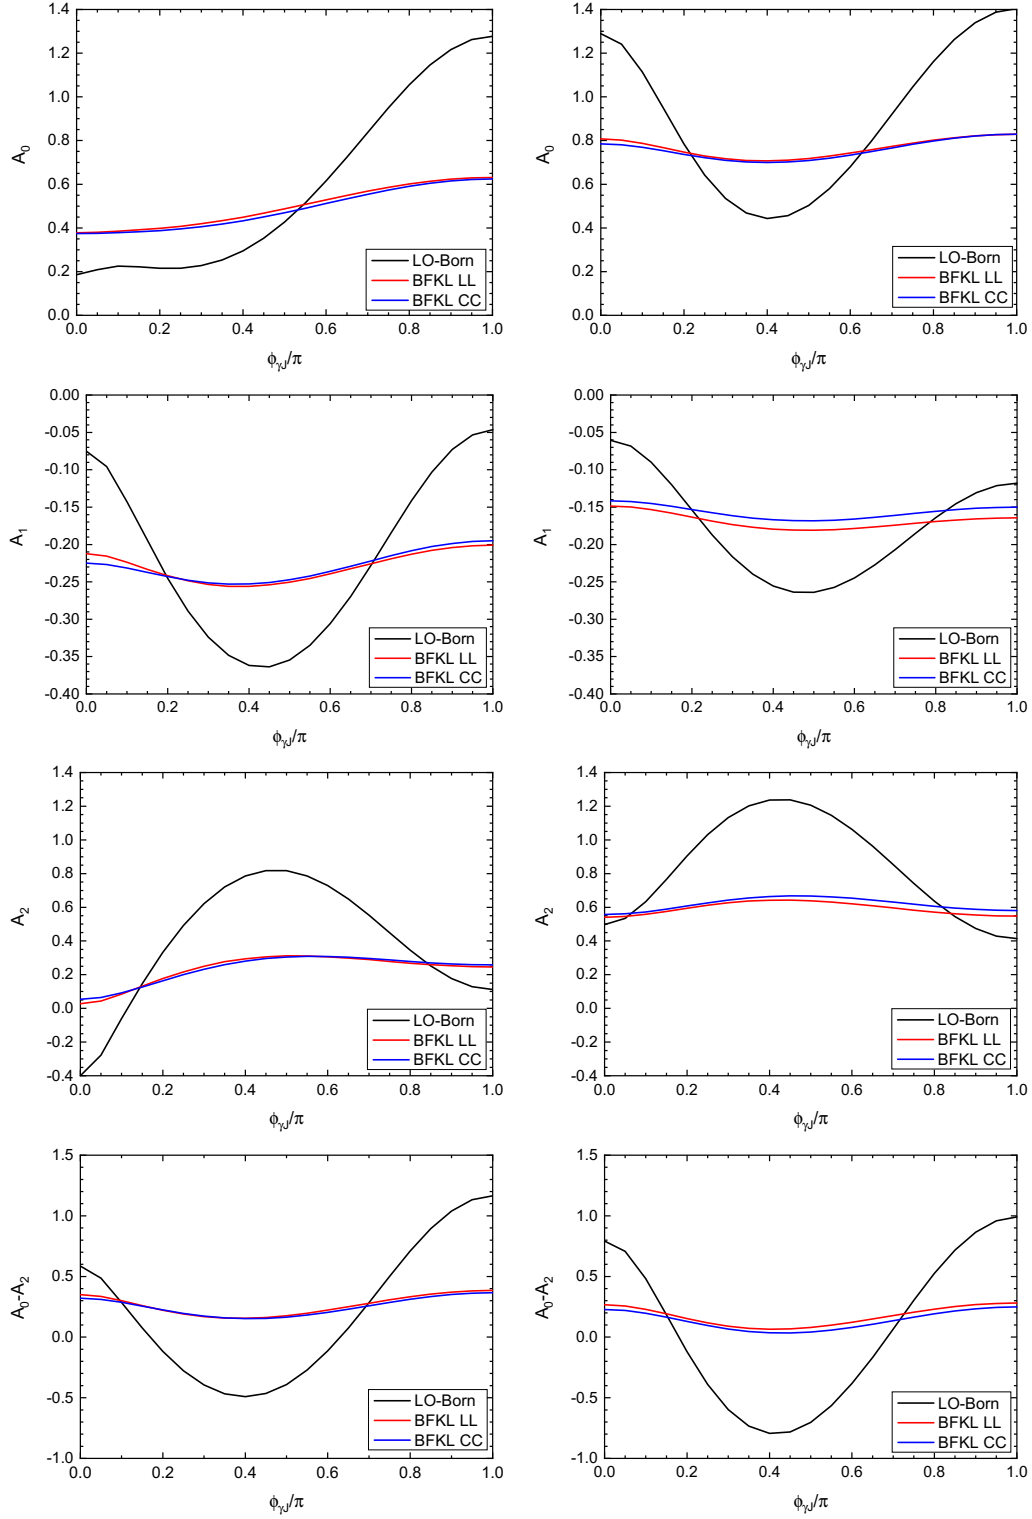 1.4
1.2
1.0
0.8
0.6
0.4
0.2
0.0
A0
LO-Born
BFKL LL
BFKL CC
0.0 0.2 0.4 0.6 0.8 1.0
ϕγJ/π
1.4
1.2
1.0
0.8
0.6
0.4
0.2
0.0
A0
LO-Born
BFKL LL
BFKL CC
0.0 0.2 0.4 0.6 0.8 1.0
ϕγJ/π
0.00
-0.05
-0.10
-0.15
-0.20
-0.25
-0.30
-0.35
-0.40
A1
LO-Born
BFKL LL
BFKL CC
0.0 0.2 0.4 0.6 0.8 1.0
ϕγJ/π
0.00
-0.05
-0.10
-0.15
-0.20
-0.25
-0.30
-0.35
-0.40
A1
LO-Born
BFKL LL
BFKL CC
0.0 0.2 0.4 0.6 0.8 1.0
ϕγJ/π
1.4
1.2
1.0
0.8
0.6
0.4
0.2
0.0
-0.2
-0.4
A2
LO-Born
BFKL LL
BFKL CC
0.0 0.2 0.4 0.6 0.8 1.0
ϕγJ/π
1.4
1.2
1.0
0.8
0.6
0.4
0.2
0.0
-0.2
-0.4
A2
LO-Born
BFKL LL
BFKL CC
0.0 0.2 0.4 0.6 0.8 1.0
ϕγJ/π
1.5
1.0
0.5
0.0
-0.5
-1.0
A0-A2
LO-Born
BFKL LL
BFKL CC
0.0 0.2 0.4 0.6 0.8 1.0
ϕγJ/π
1.5
1.0
0.5
0.0
-0.5
-1.0
A0-A2
LO-Born
BFKL LL
BFKL CC
0.0 0.2 0.4 0.6 0.8 1.0
ϕγJ/π